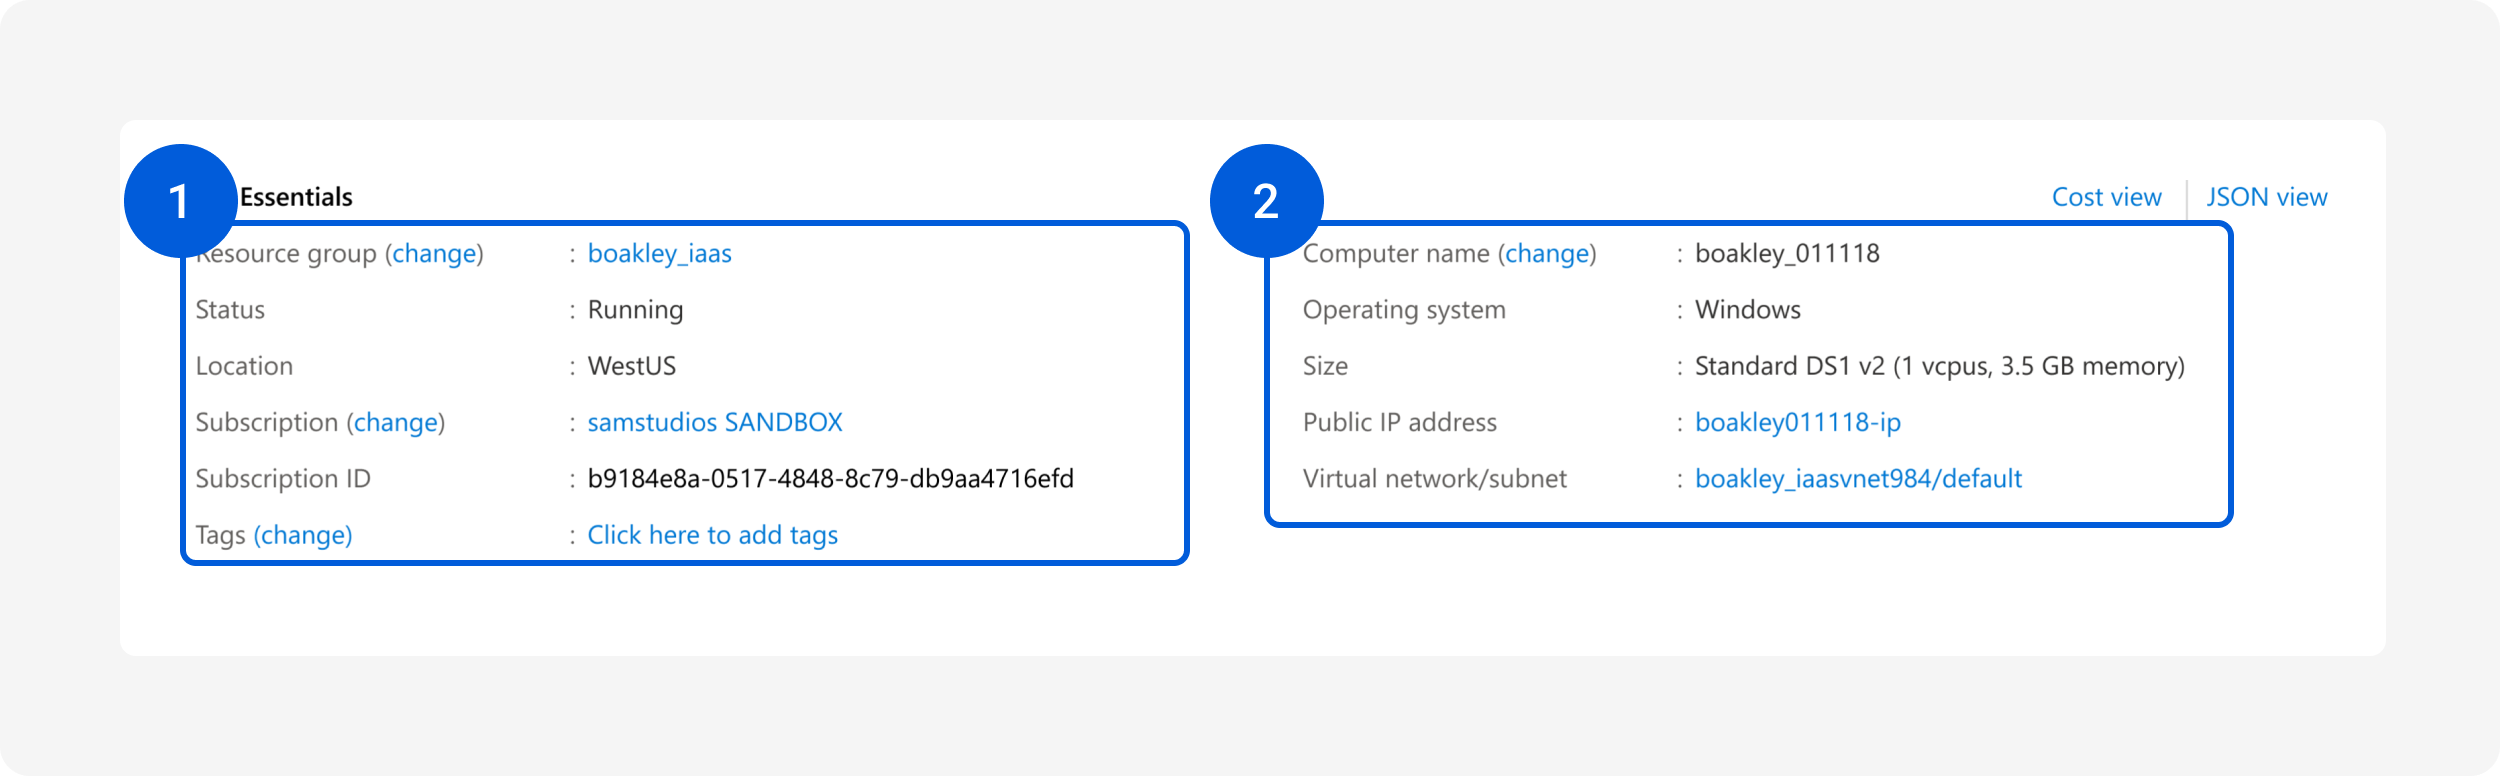 1
Essentials
Resource group (change) : boakley_iaas
Status : Running
Location : WestUS
Subscription (change) : samstudios SANDBOX
Subscription ID : b9184e8a-0517-4848-8c79-db9aa4716efd
Tags (change) : Click here to add tags
2
Cost view
JSON view
Computer name (change) : boakley_011118
Operating system : Windows
Size : Standard DS1 v2 (1 vcpus, 3.5 GB memory)
Public IP address : boakley011118-ip
Virtual network/subnet : boakley_iaasvnet984/default